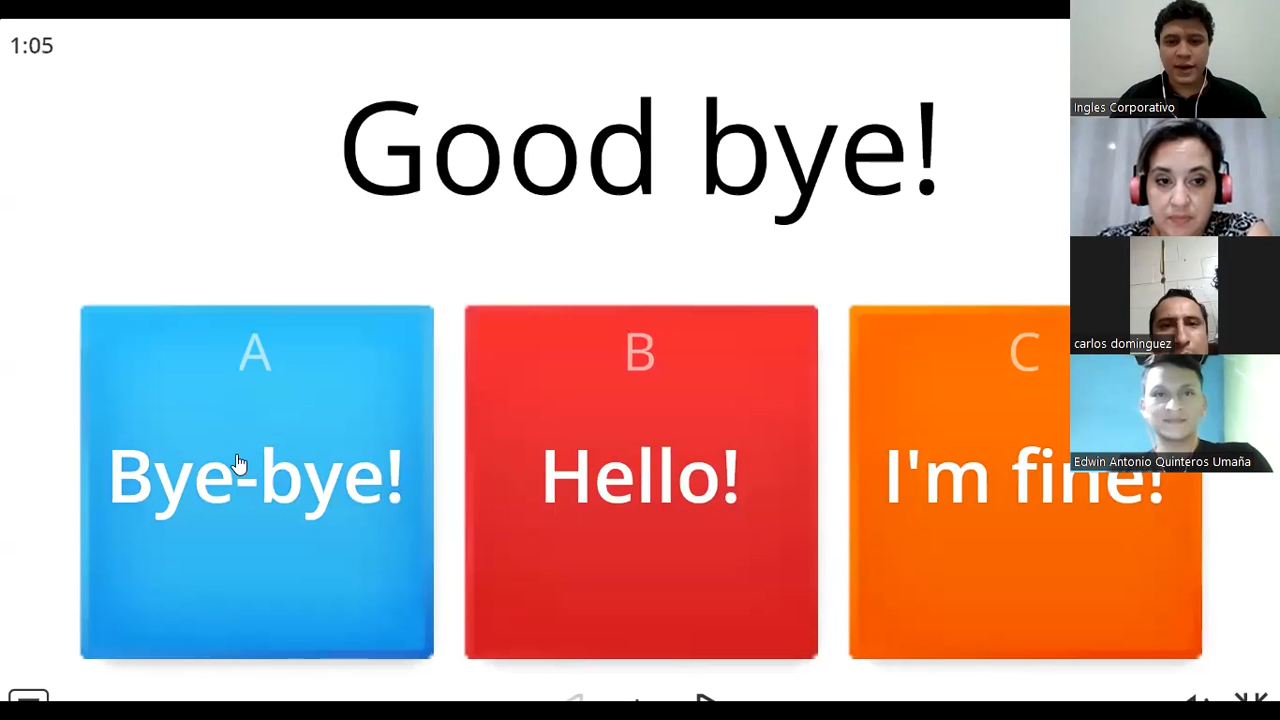 1:05
Good bye!
A
Bye-bye!
B
Hello!
C
I'm fine!
Ingles Corporativo
carlos dominguez
Edwin Antonio Quinteros Umaña